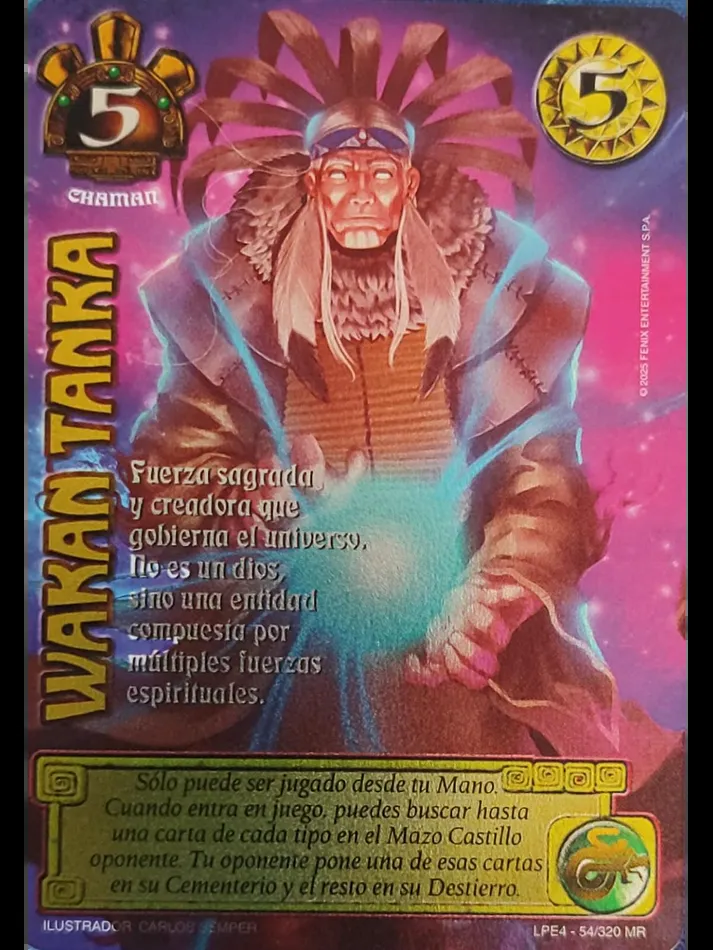 5
5
CHAMAN
WAKAN TANKA
© 2025 FENIX ENTERTAINMENT S.P.A.
Fuerza sagrada
y creadora que
gobierna el universo.
No es un dios,
sino una entidad
compuesta por
múltiples fuerzas
espirituales.
Sólo puede ser jugado desde tu Mano.
Cuando entra en juego, puedes buscar hasta
una carta de cada tipo en el Mazo Castillo
oponente. Tu oponente pone una de esas cartas
en su Cementerio y el resto en su Destierro.
ILUSTRADOR CARLOS SEMPER
LPE4 - 54/320 MR